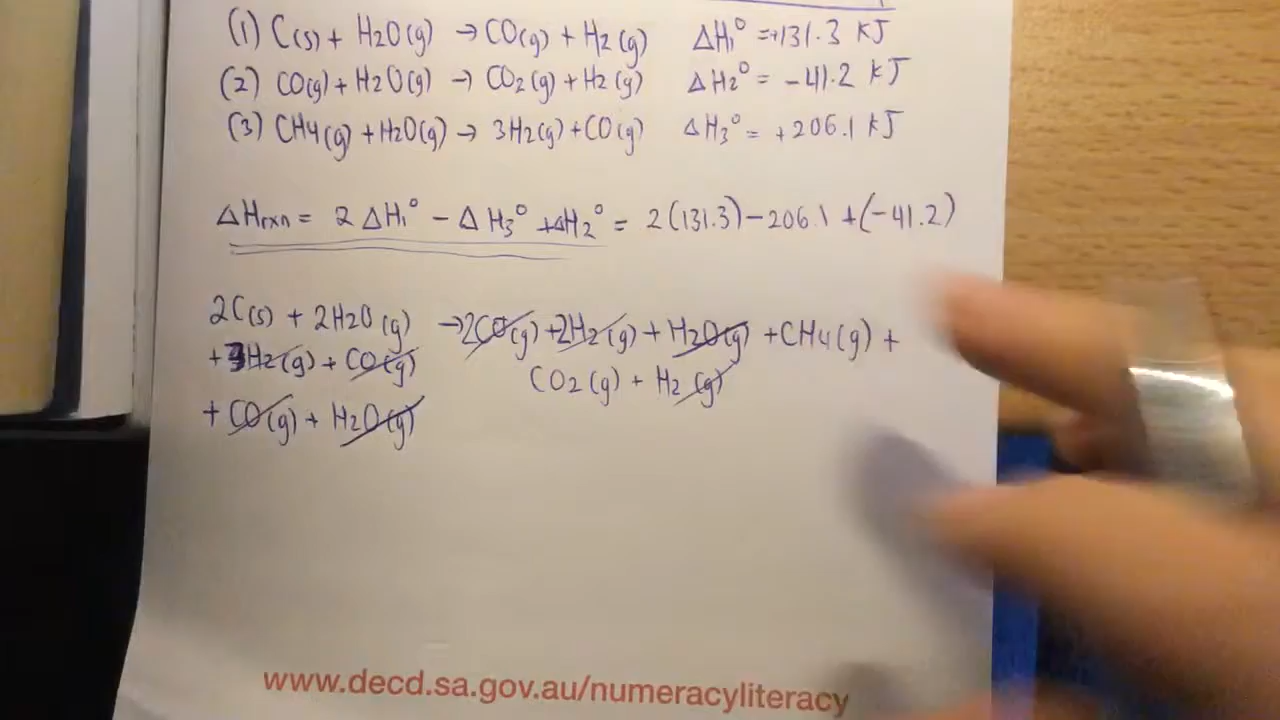 (1) C(s) + H2O(g) → CO(g) + H2(g) ΔH1° = +131.3 KJ
(2) CO(g) + H2O(g) → CO2(g) + H2(g) ΔH2° = -41.2 KJ
(3) CH4(g) + H2O(g) → 3H2(g) + CO(g) ΔH3° = +206.1 KJ
ΔHrxn = 2ΔH1° - ΔH3° + ΔH2° = 2(131.3) - 206.1 + (-41.2)
2C(s) + 2H2O(g) → 2CO(g) + 2H2(g) + H2O(g) + CH4(g) +
+ 3H2(g) + CO(g) CO2(g) + H2(g)
+ CO(g) + H2O(g)
www.decd.sa.gov.au/numeracyliteracy